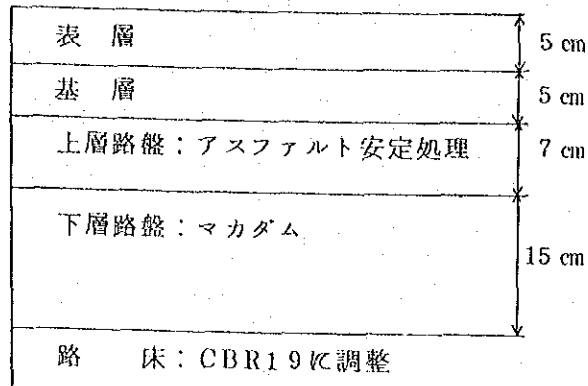 表　層
5 cm
基　層
5 cm
上層路盤：アスファルト安定処理
7 cm
下層路盤：マカダム
15 cm
路　床：CBR19に調整